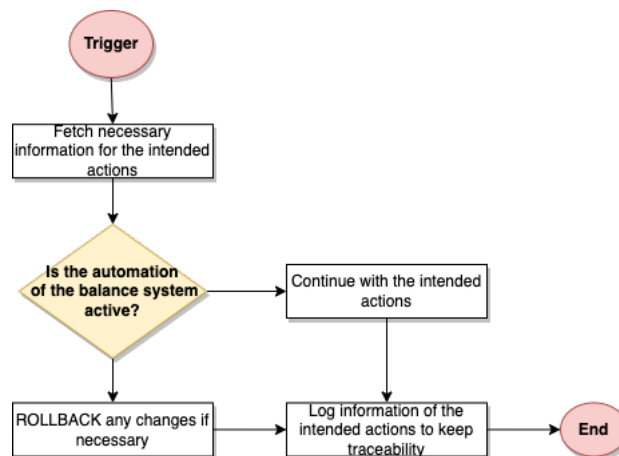 Trigger
Fetch necessary
information for the intended
actions
Is the automation
of the balance system
active?
Continue with the intended
actions
ROLLBACK any changes if
necessary
Log information of the
intended actions to keep
traceability
End